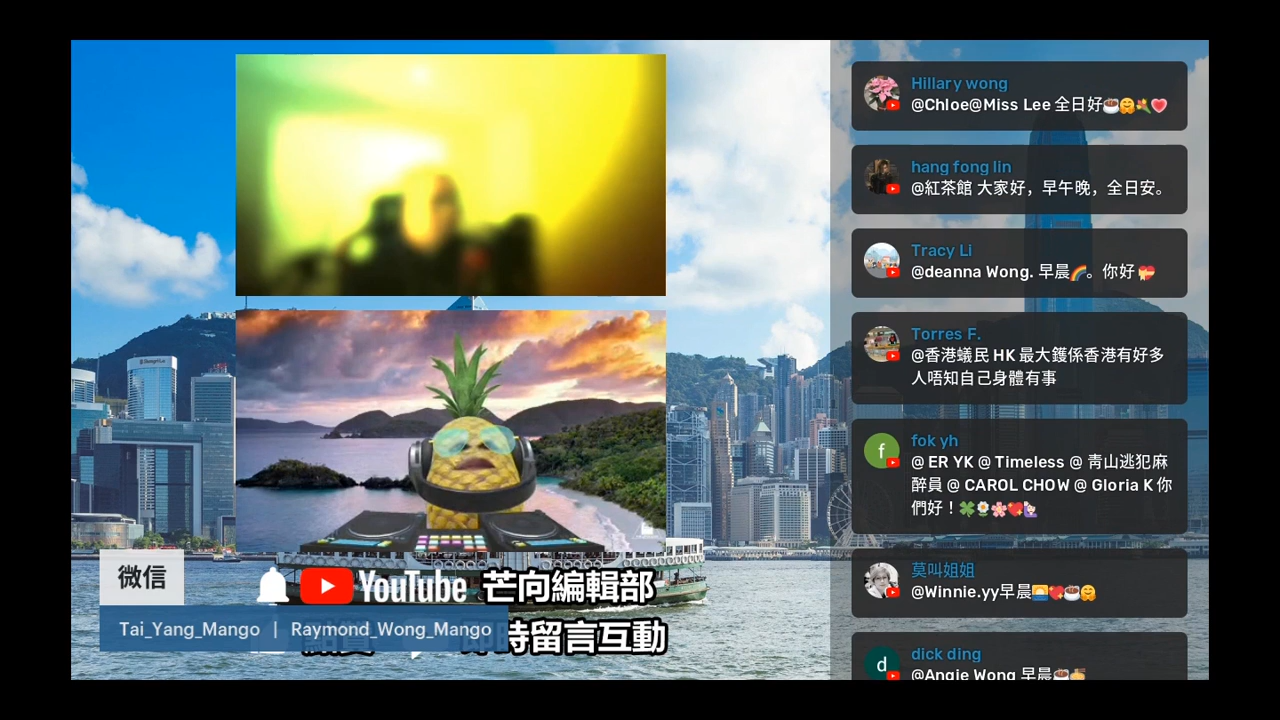 微信
Tai_Yang_Mango | Raymond_Wong_Mango
YouTube 芒向編輯部
即時留言互動
Hillary wong
@Chloe@Miss Lee 全日好☕🤗💐💗
hang fong lin
@紅茶館 大家好，早午晚，全日安。
Tracy Li
@deanna Wong. 早晨🌈。你好💝
Torres F.
@香港蟻民 HK 最大鑊係香港有好多
人唔知自己身體有事
fok yh
@ ER YK @ Timeless @ 青山逃犯麻
醉員 @ CAROL CHOW @ Gloria K 你
們好！🍀🌼🌸💖🙋🏻‍♀️
莫叫姐姐
@Winnie.yy早晨🌅💖☕🤗
dick ding
@Angie Wong 早晨☕